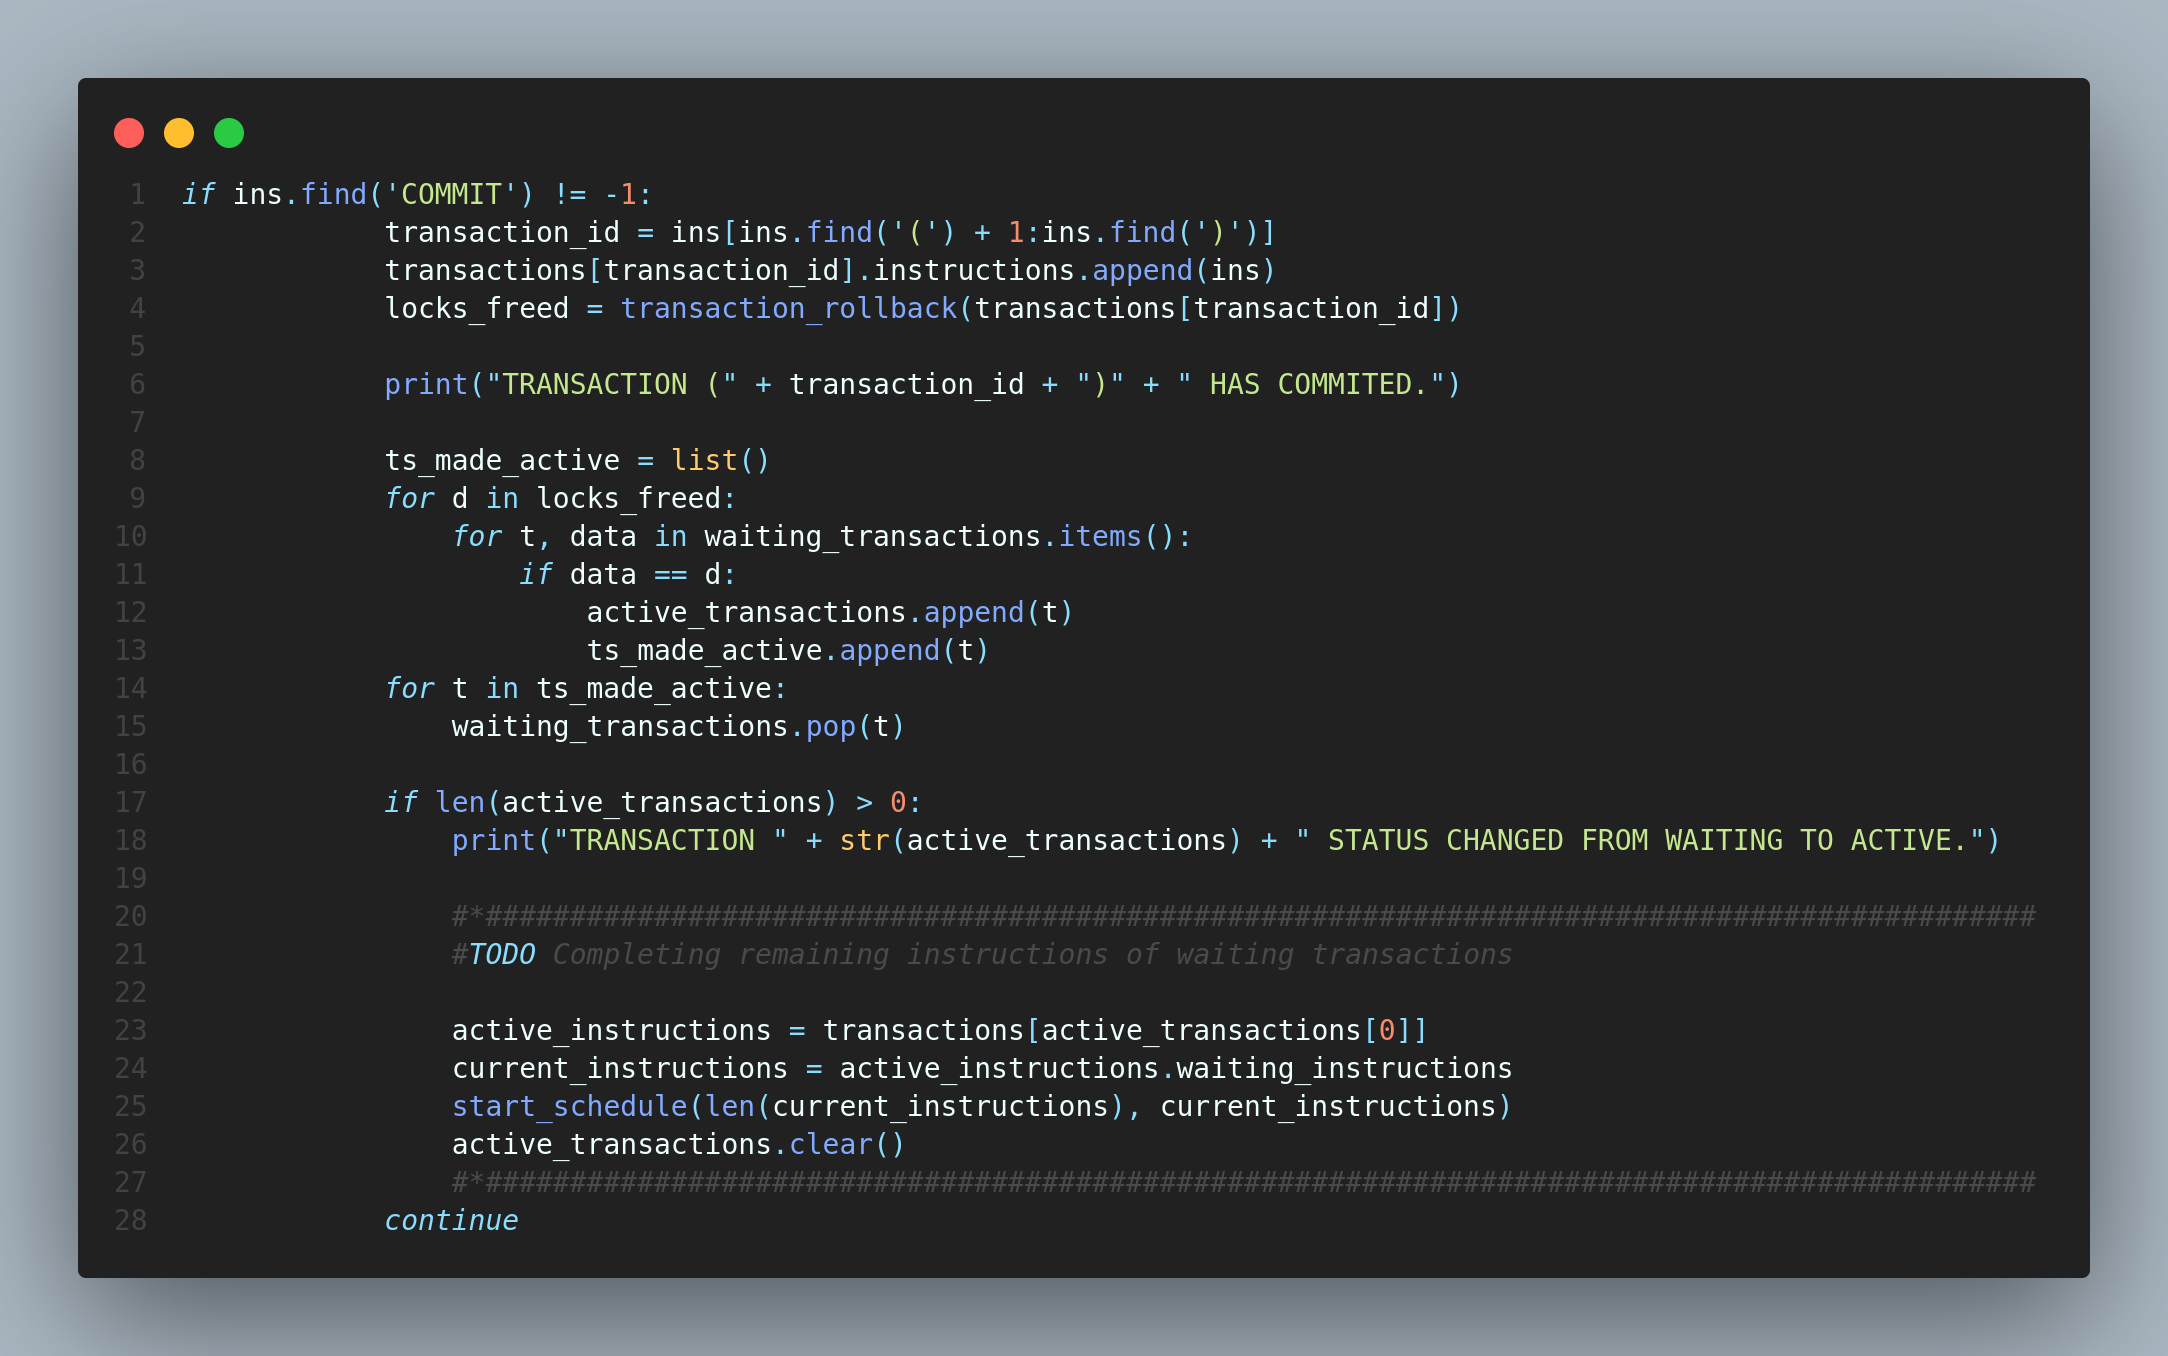 1 if ins.find('COMMIT') != -1:
2             transaction_id = ins[ins.find('(') + 1:ins.find(')')]
3             transactions[transaction_id].instructions.append(ins)
4             locks_freed = transaction_rollback(transactions[transaction_id])
5
6             print("TRANSACTION (" + transaction_id + ")" + " HAS COMMITED.")
7
8             ts_made_active = list()
9             for d in locks_freed:
10                 for t, data in waiting_transactions.items():
11                     if data == d:
12                         active_transactions.append(t)
13                         ts_made_active.append(t)
14             for t in ts_made_active:
15                 waiting_transactions.pop(t)
16
17             if len(active_transactions) > 0:
18                 print("TRANSACTION " + str(active_transactions) + " STATUS CHANGED FROM WAITING TO ACTIVE.")
19
20                 #*############################################################################################
21                 #TODO Completing remaining instructions of waiting transactions
22
23                 active_instructions = transactions[active_transactions[0]]
24                 current_instructions = active_instructions.waiting_instructions
25                 start_schedule(len(current_instructions), current_instructions)
26                 active_transactions.clear()
27                 #*############################################################################################
28             continue